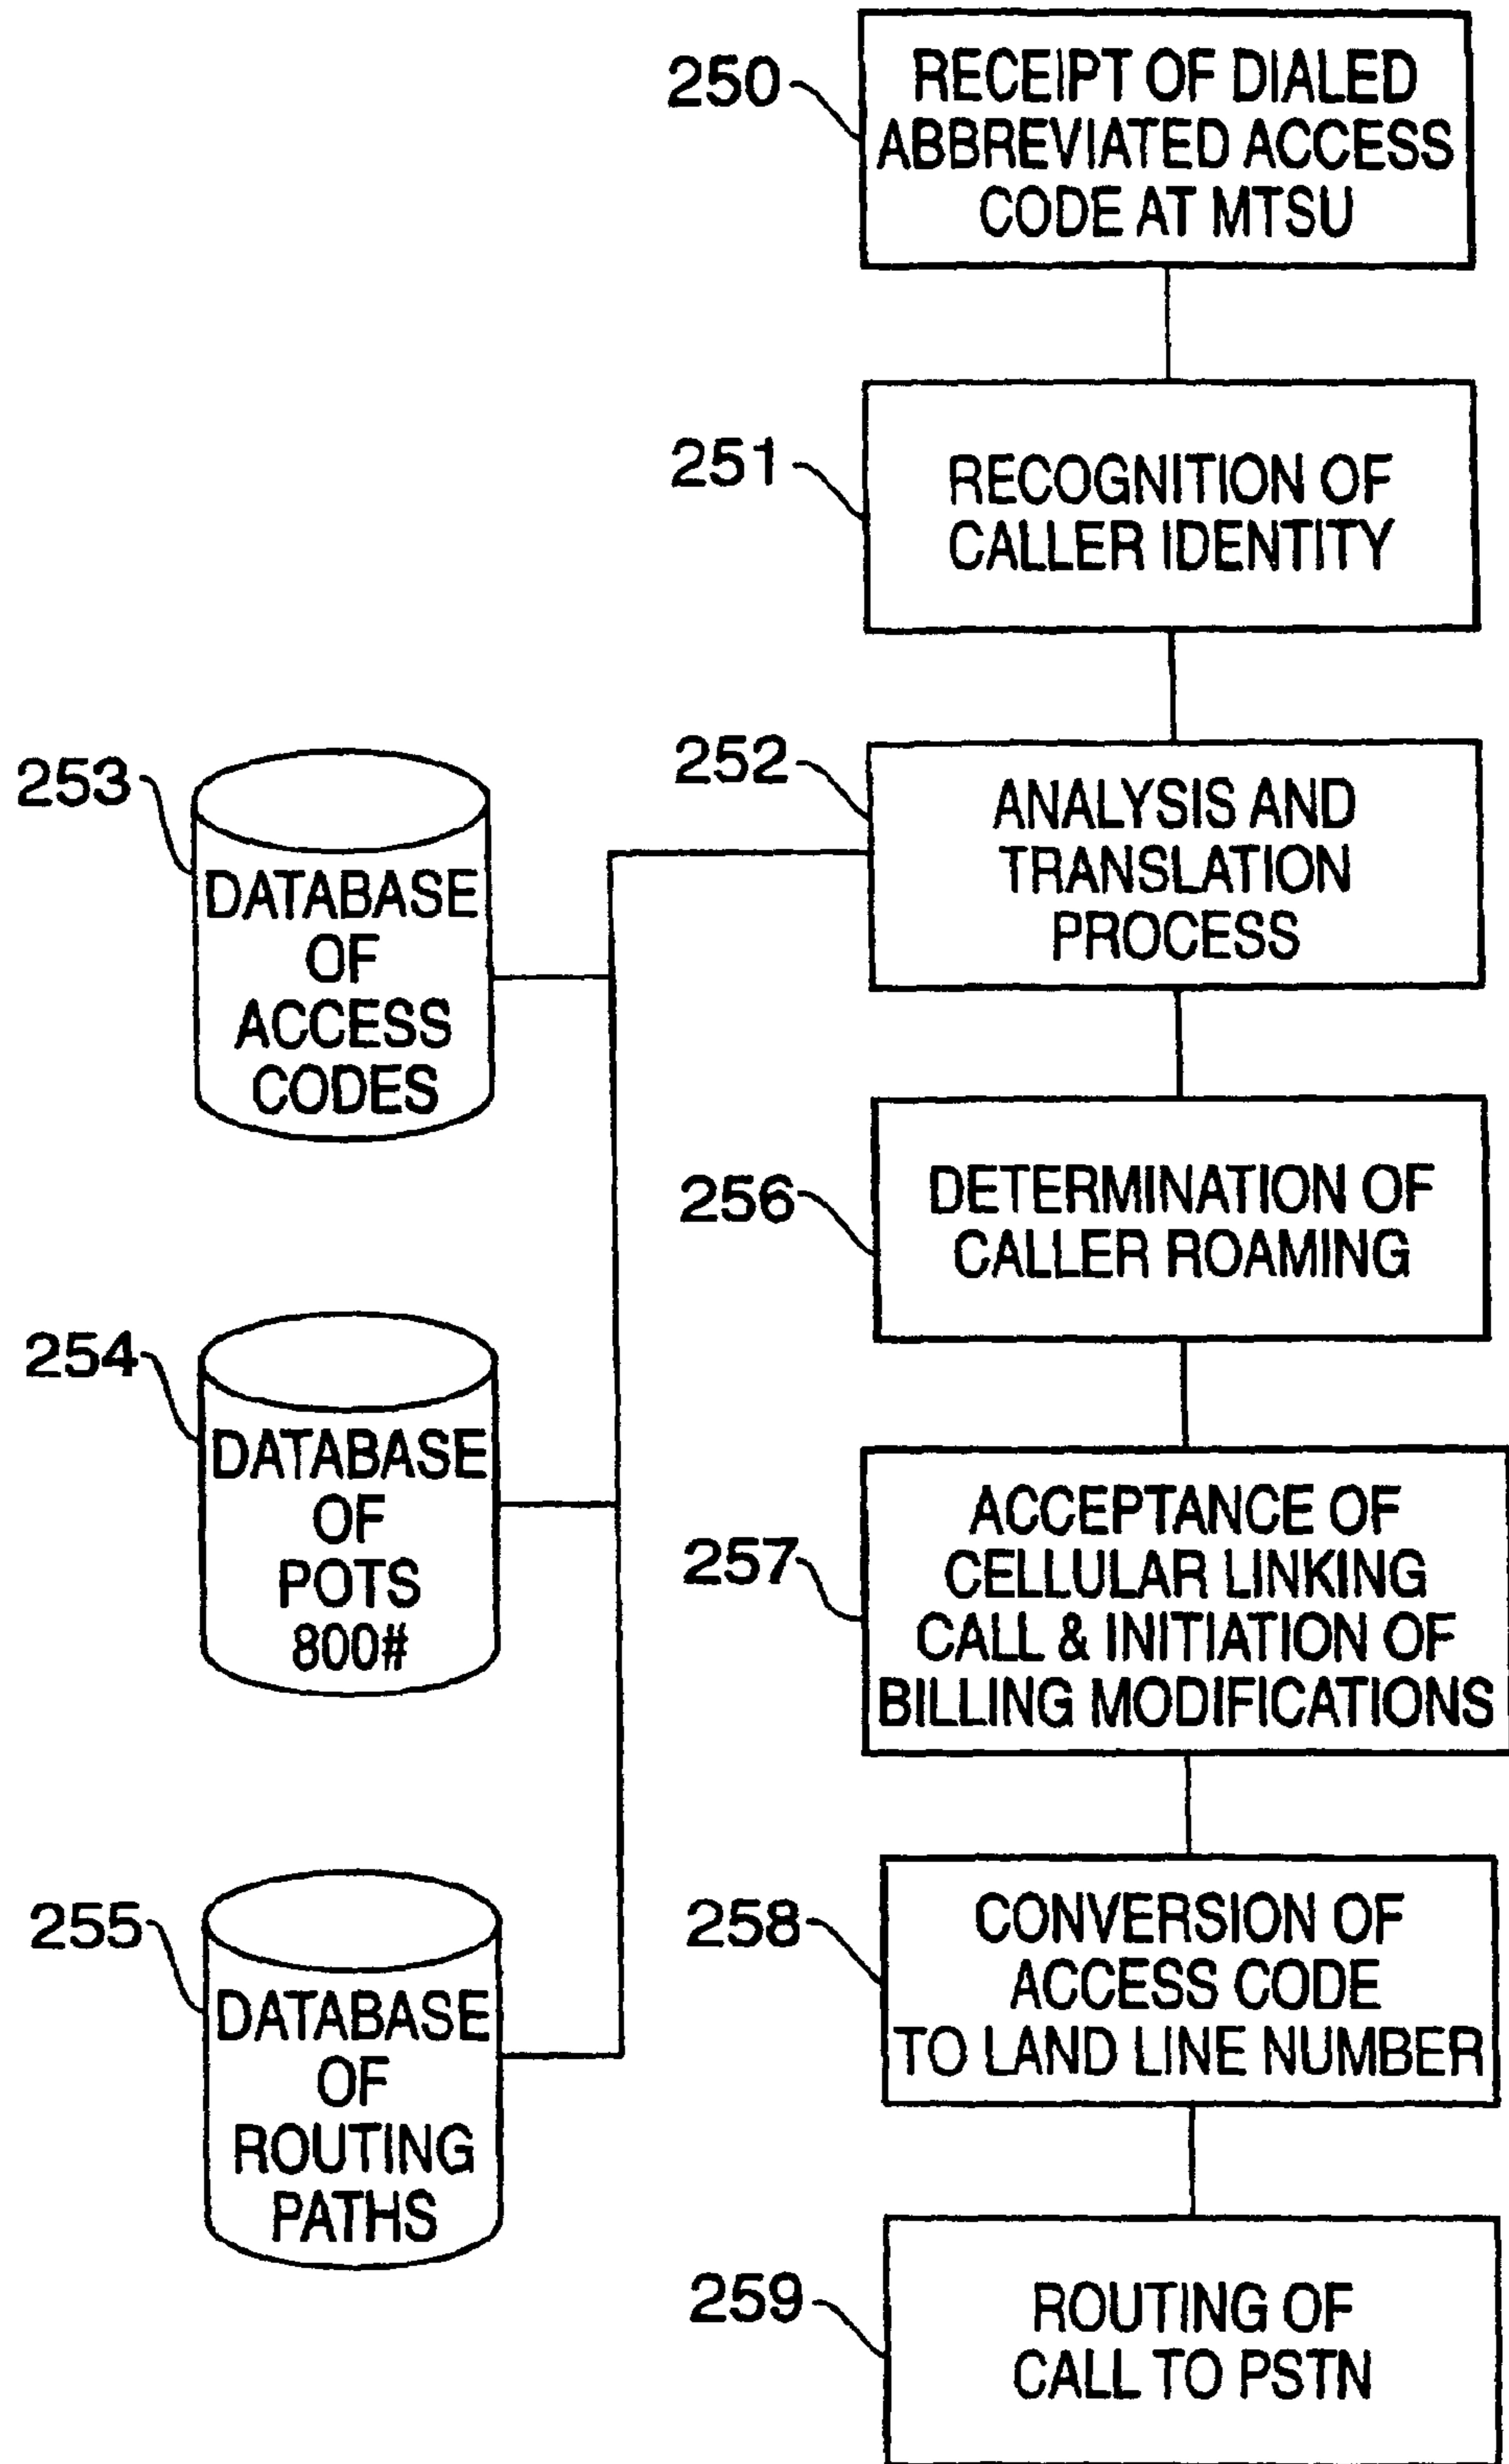 250
RECEIPT OF DIALED
ABBREVIATED ACCESS
CODE AT MTSU
251
RECOGNITION OF
CALLER IDENTITY
252
ANALYSIS AND
TRANSLATION
PROCESS
253
DATABASE
OF
ACCESS
CODES
256
DETERMINATION OF
CALLER ROAMING
254
DATABASE
OF
POTS
800#
257
ACCEPTANCE OF
CELLULAR LINKING
CALL & INITIATION OF
BILLING MODIFICATIONS
255
DATABASE
OF
ROUTING
PATHS
258
CONVERSION OF
ACCESS CODE
TO LAND LINE NUMBER
259
ROUTING OF
CALL TO PSTN